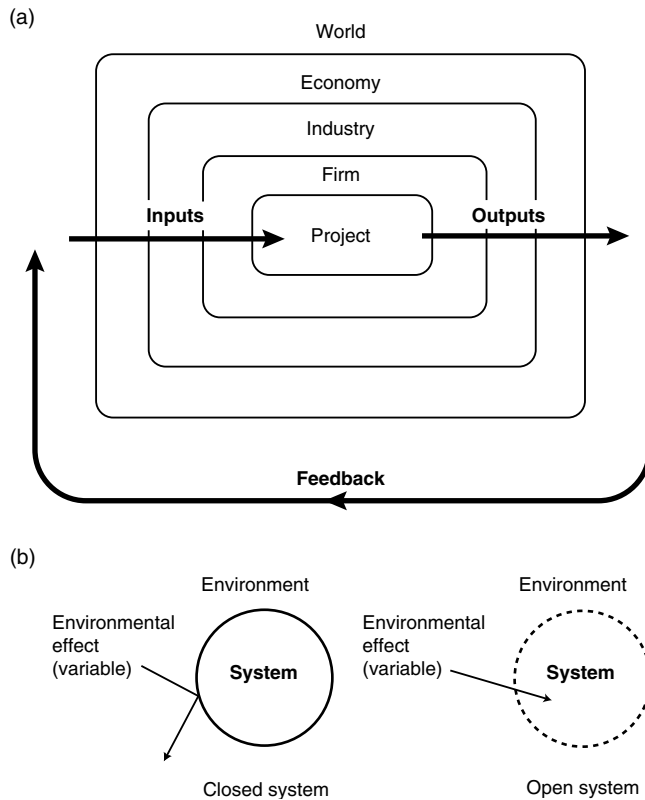 (a)
World
Economy
Industry
Firm
Inputs
Outputs
Project
Feedback
(b)
Environment
Environmental
effect
(variable)
System
Closed system
Environment
Environmental
effect
(variable)
System
Open system